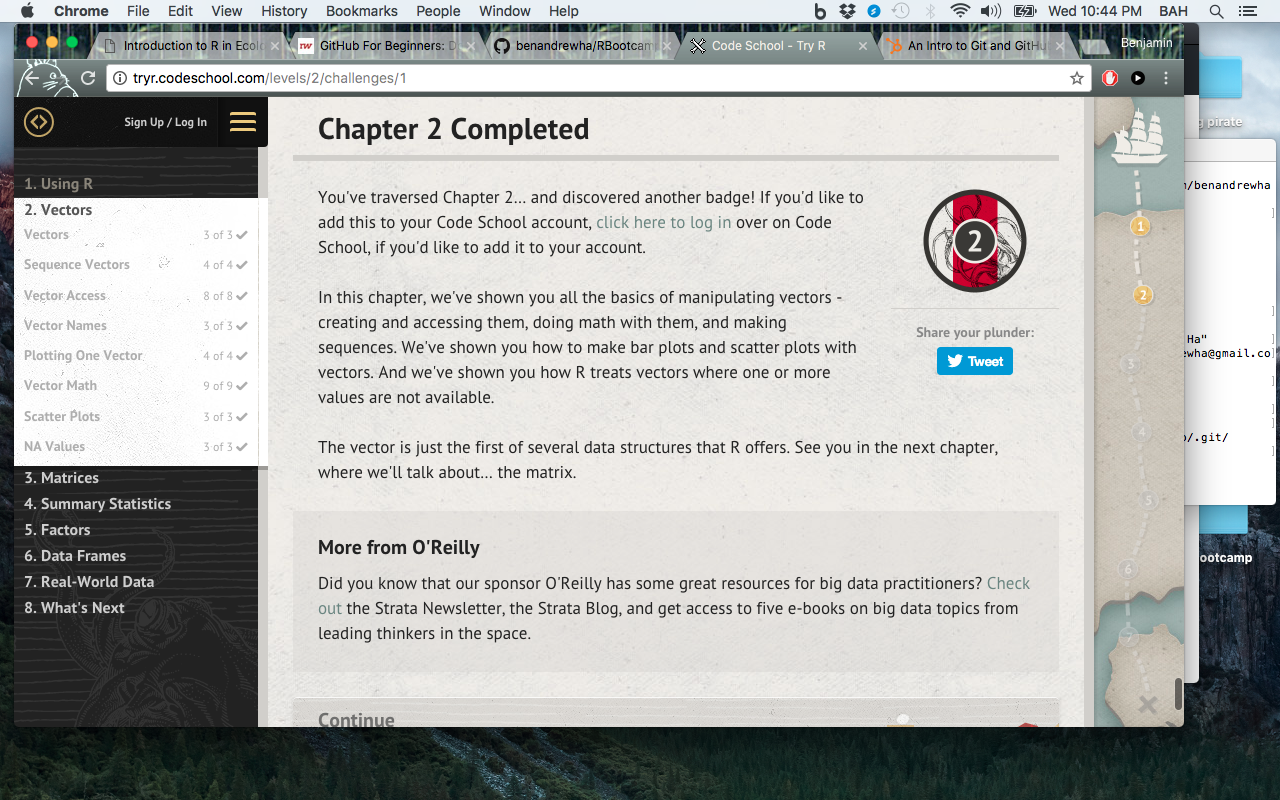 Chrome File Edit View History Bookmarks People Window Help Wed 10:44 PM BAH
Introduction to R in Ecol GitHub For Beginners: D benandrewha/RBootcamp Code School - Try R An Intro to Git and GitHu Benjamin
tryr.codeschool.com/levels/2/challenges/1
Sign Up / Log In
1. Using R
2. Vectors
Vectors 3 of 3
Sequence Vectors 4 of 4
Vector Access 8 of 8
Vector Names 3 of 3
Plotting One Vector 4 of 4
Vector Math 9 of 9
Scatter Plots 3 of 3
NA Values 3 of 3
3. Matrices
4. Summary Statistics
5. Factors
6. Data Frames
7. Real-World Data
8. What's Next
Chapter 2 Completed
You've traversed Chapter 2… and discovered another badge! If you'd like to
add this to your Code School account, click here to log in over on Code
School, if you'd like to add it to your account.
In this chapter, we've shown you all the basics of manipulating vectors -
creating and accessing them, doing math with them, and making
sequences. We've shown you how to make bar plots and scatter plots with
vectors. And we've shown you how R treats vectors where one or more
values are not available.
The vector is just the first of several data structures that R offers. See you in the next chapter,
where we'll talk about… the matrix.
2
Share your plunder:
Tweet
More from O'Reilly
Did you know that our sponsor O'Reilly has some great resources for big data practitioners? Check
out the Strata Newsletter, the Strata Blog, and get access to five e-books on big data topics from
leading thinkers in the space.
Continue
1
2
3
4
5
6
7
g pirate
/benandrewha
Ha"
ewha@gmail.co
/.git/
ootcamp